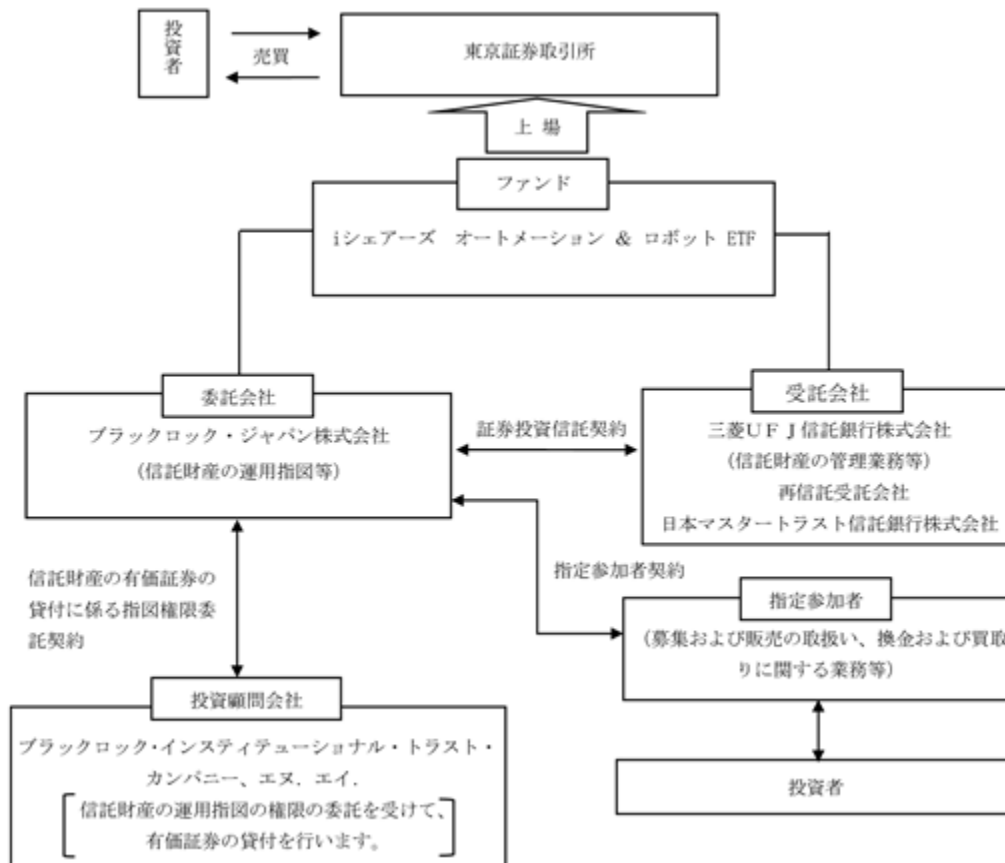 投資者
売買
東京証券取引所
上 場
ファンド
iシェアーズ オートメーション & ロボット ETF
委託会社
ブラックロック・ジャパン株式会社
(信託財産の運用指図等)
証券投資信託契約
受託会社
三菱UFJ信託銀行株式会社
(信託財産の管理業務等)
再信託受託会社
日本マスタートラスト信託銀行株式会社
信託財産の有価証券の
貸付に係る指図権限委
託契約
指定参加者契約
指定参加者
(募集および販売の取扱い、換金および買取
りに関する業務等)
投資顧問会社
ブラックロック・インスティテューショナル・トラスト・
カンパニー、エヌ．エイ．
信託財産の運用指図の権限の委託を受けて、
有価証券の貸付を行います。
投資者